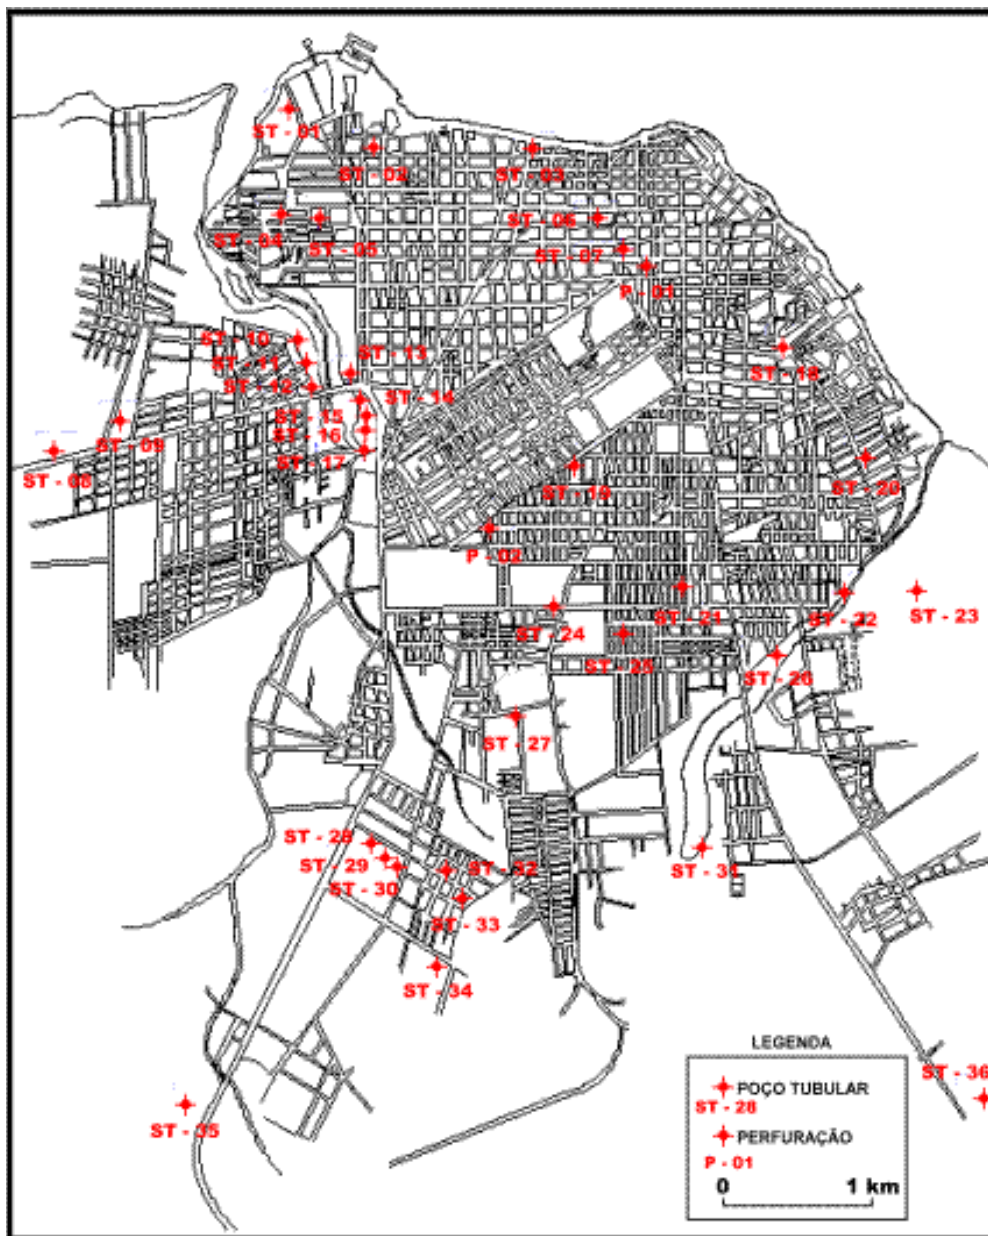 ST - 01
ST - 02
ST - 03
ST - 04
ST - 05
ST - 06
ST - 07
P - 01
ST - 10
ST - 11
ST - 12
ST - 13
ST - 14
ST - 15
ST - 16
ST - 17
ST - 18
ST - 09
ST - 08
ST - 19
ST - 20
P - 02
ST - 21
ST - 22
ST - 23
ST - 24
ST - 25
ST - 26
ST - 27
ST - 28
ST - 29
ST - 30
ST - 31
ST - 32
ST - 33
ST - 34
ST - 35
ST - 36
LEGENDA
POÇO TUBULAR
ST - 28
PERFURAÇÃO
P - 01
0 1 km